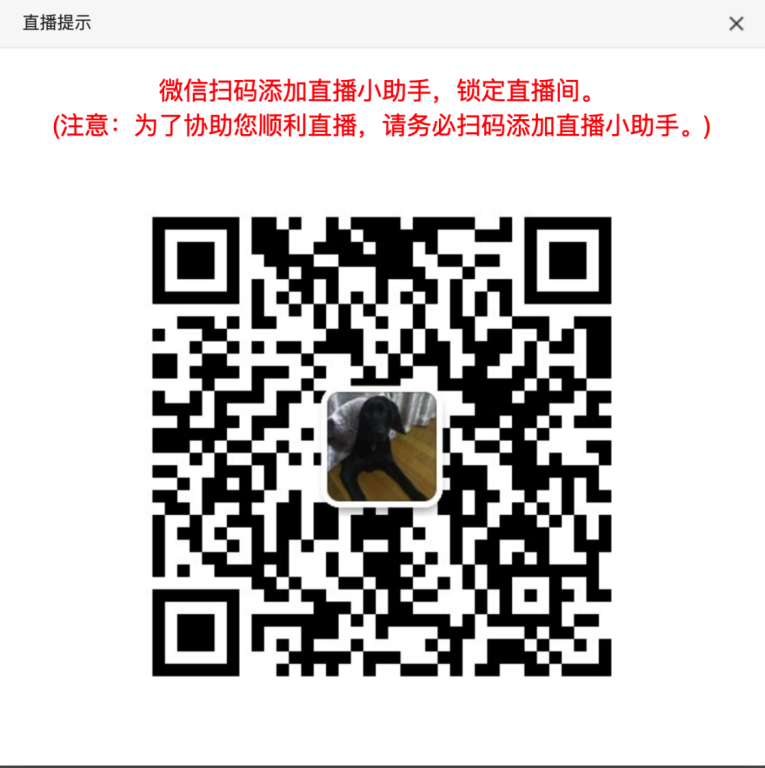 直播提示
微信扫码添加直播小助手，锁定直播间。
(注意：为了协助您顺利直播，请务必扫码添加直播小助手。)